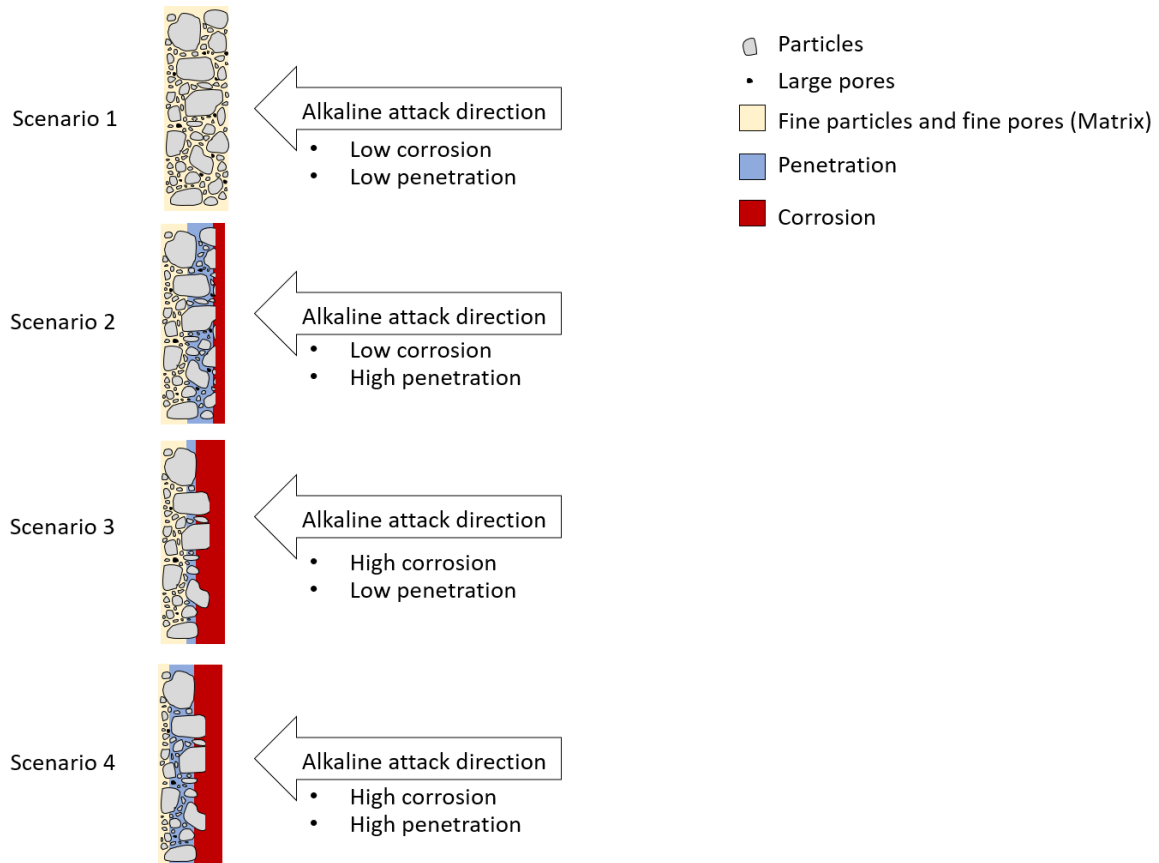 Particles
Large pores
Fine particles and fine pores (Matrix)
Penetration
Corrosion
Scenario 1
Alkaline attack direction
• Low corrosion
• Low penetration
Scenario 2
Alkaline attack direction
• Low corrosion
• High penetration
Scenario 3
Alkaline attack direction
• High corrosion
• Low penetration
Scenario 4
Alkaline attack direction
• High corrosion
• High penetration